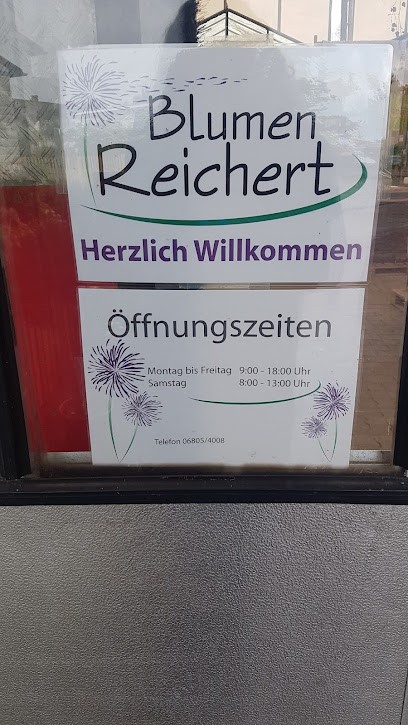 Blumen
Reichert
Herzlich Willkommen
Öffnungszeiten
Montag bis Freitag 9:00 - 18:00 Uhr
Samstag 8:00 - 13:00 Uhr
Telefon 06805/4008